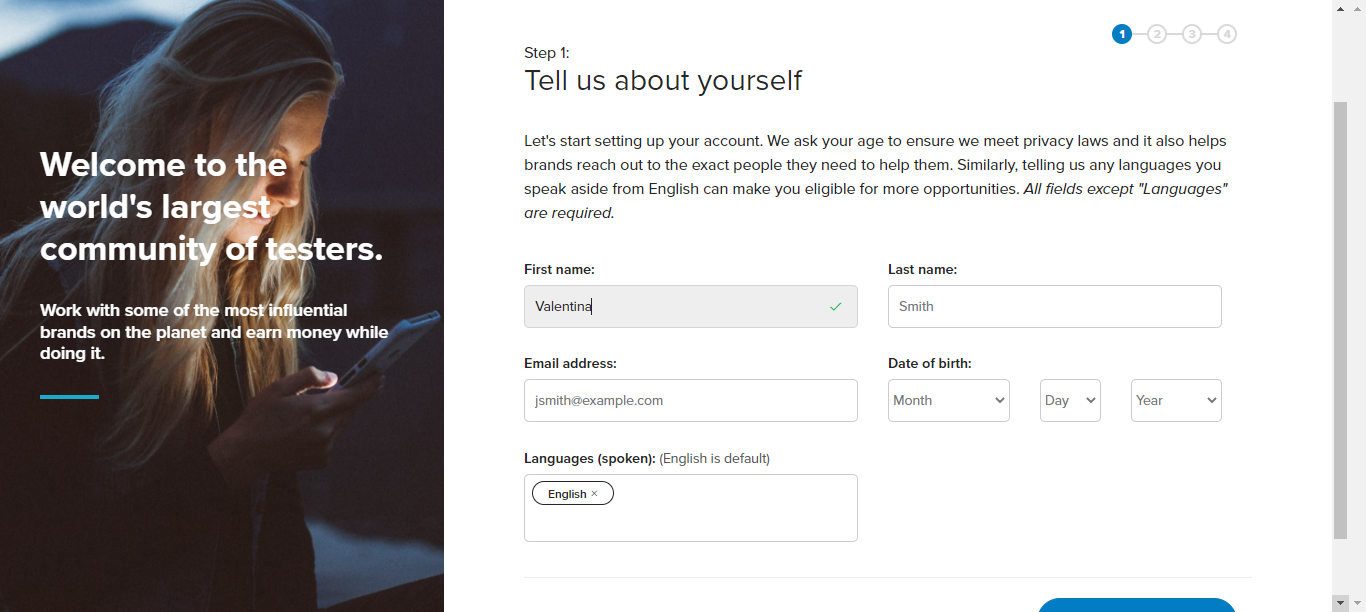 Welcome to the
world's largest
community of testers.
Work with some of the most influential
brands on the planet and earn money while
doing it.
1 2 3 4
Step 1:
Tell us about yourself
Let's start setting up your account. We ask your age to ensure we meet privacy laws and it also helps
brands reach out to the exact people they need to help them. Similarly, telling us any languages you
speak aside from English can make you eligible for more opportunities. All fields except "Languages"
are required.
First name: Last name:
Valentina Smith
Email address: Date of birth:
jsmith@example.com Month Day Year
Languages (spoken): (English is default)
English ×